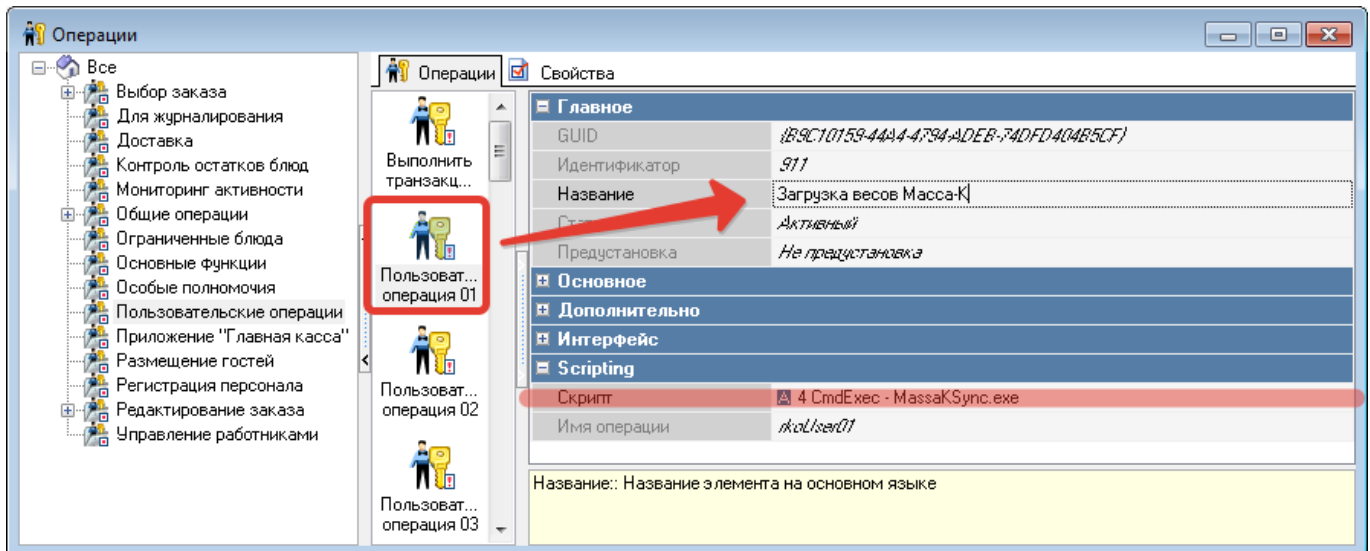 Операции
Все
Выбор заказа
Для журналирования
Доставка
Контроль остатков блюд
Мониторинг активности
Общие операции
Ограниченные блюда
Основные функции
Особые полномочия
Пользовательские операции
Приложение "Главная касса"
Размещение гостей
Регистрация персонала
Редактирование заказа
Управление работниками
Операции
Свойства
Выполнить
транзакц...
Пользоват...
операция 01
Пользоват...
операция 02
Пользоват...
операция 03
Главное
GUID {B9C10159-44A4-4794-ADEB-74DFD404B5CF}
Идентификатор 911
Название Загрузка весов Масса-К
Активный
Предустановка Не предустановка
Основное
Дополнительно
Интерфейс
Scripting
Скрипт 4 CmdExec - MassaKSync.exe
Имя операции rkoUser01
Название:: Название элемента на основном языке